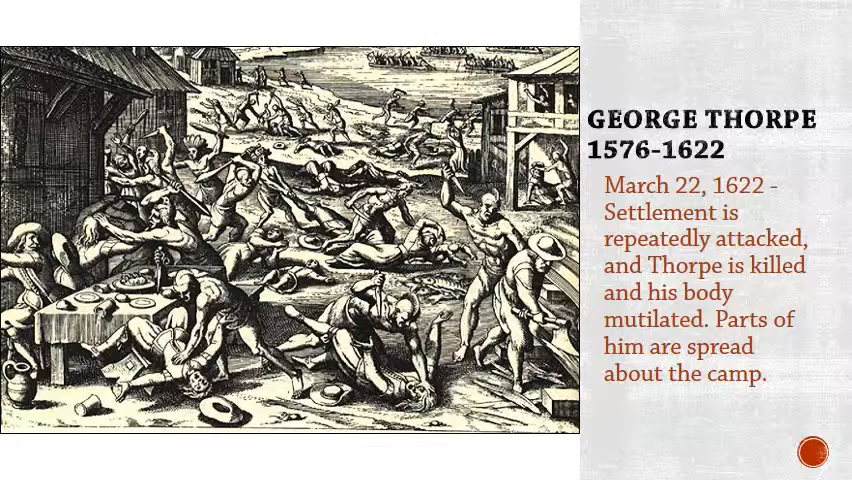 GEORGE THORPE
1576-1622
March 22, 1622 -
Settlement is
repeatedly attacked,
and Thorpe is killed
and his body
mutilated. Parts of
him are spread
about the camp.